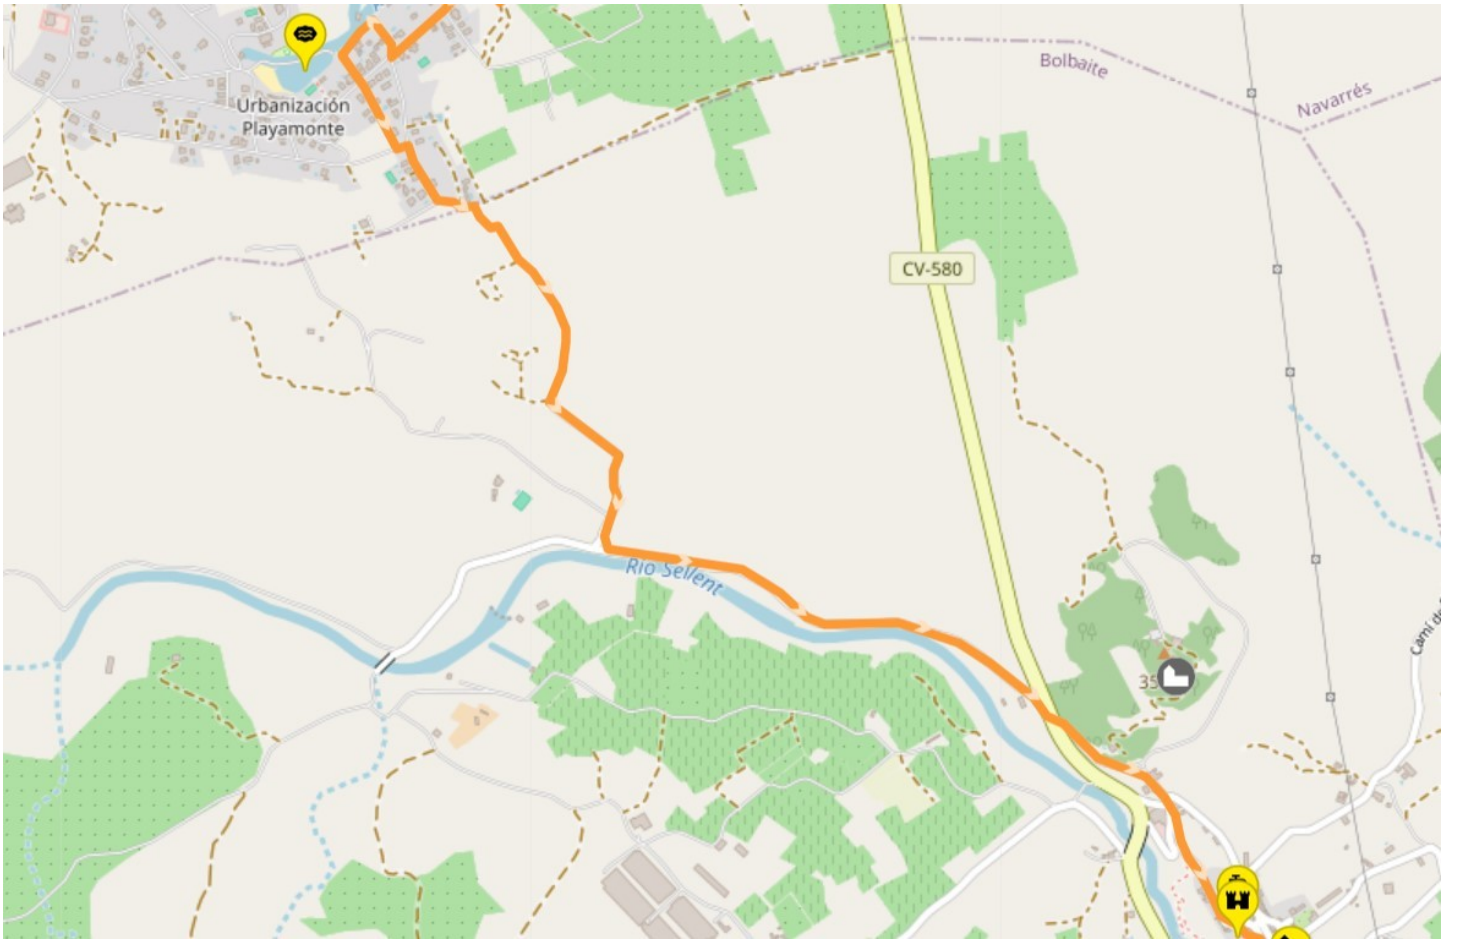 Bolbaite
Navarrés
Urbanización
Playamonte
CV-580
Río Sellent
35